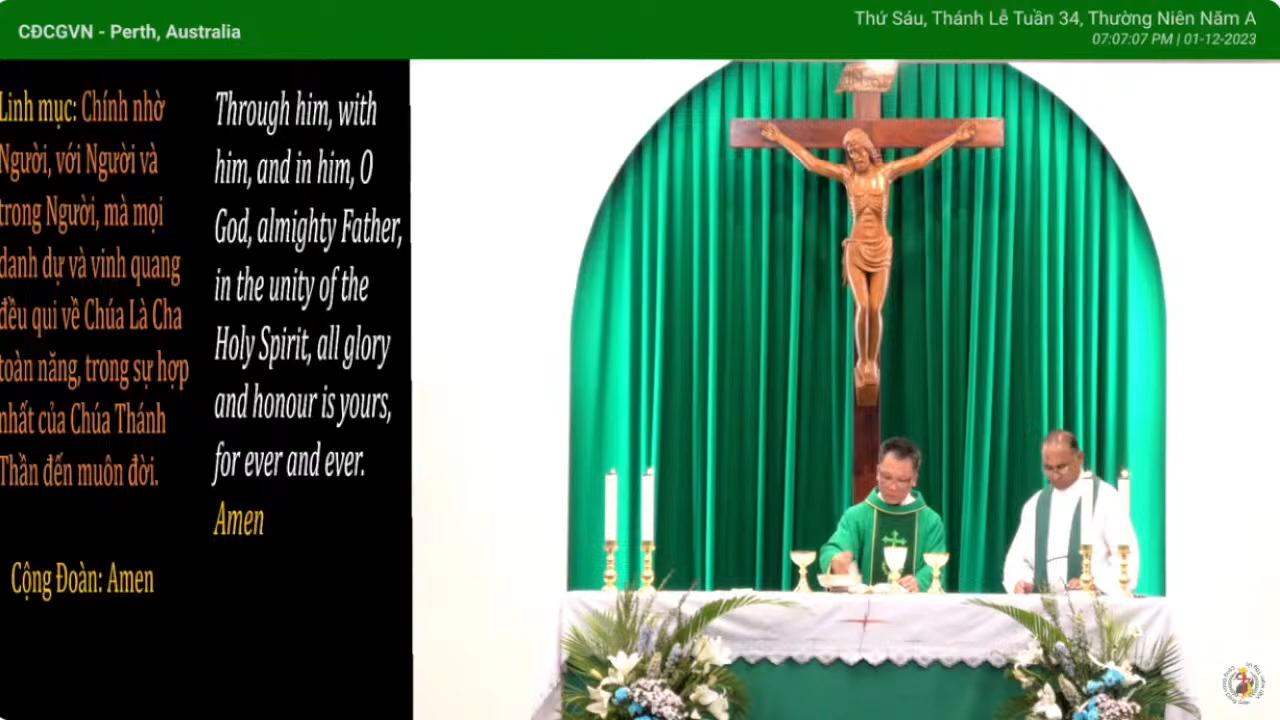 CĐCGVN - Perth, Australia
Thứ Sáu, Thánh Lễ Tuần 34, Thường Niên Năm A
07:07:07 PM | 01-12-2023
Linh mục: Chính nhờ
Người, với Người và
trong Người, mà mọi
danh dự và vinh quang
đều qui về Chúa Là Cha
toàn năng, trong sự hợp
nhất của Chúa Thánh
Thần đến muôn đời.
Cộng Đoàn: Amen
Through him, with
him, and in him, O
God, almighty Father,
in the unity of the
Holy Spirit, all glory
and honour is yours,
for ever and ever.
Amen